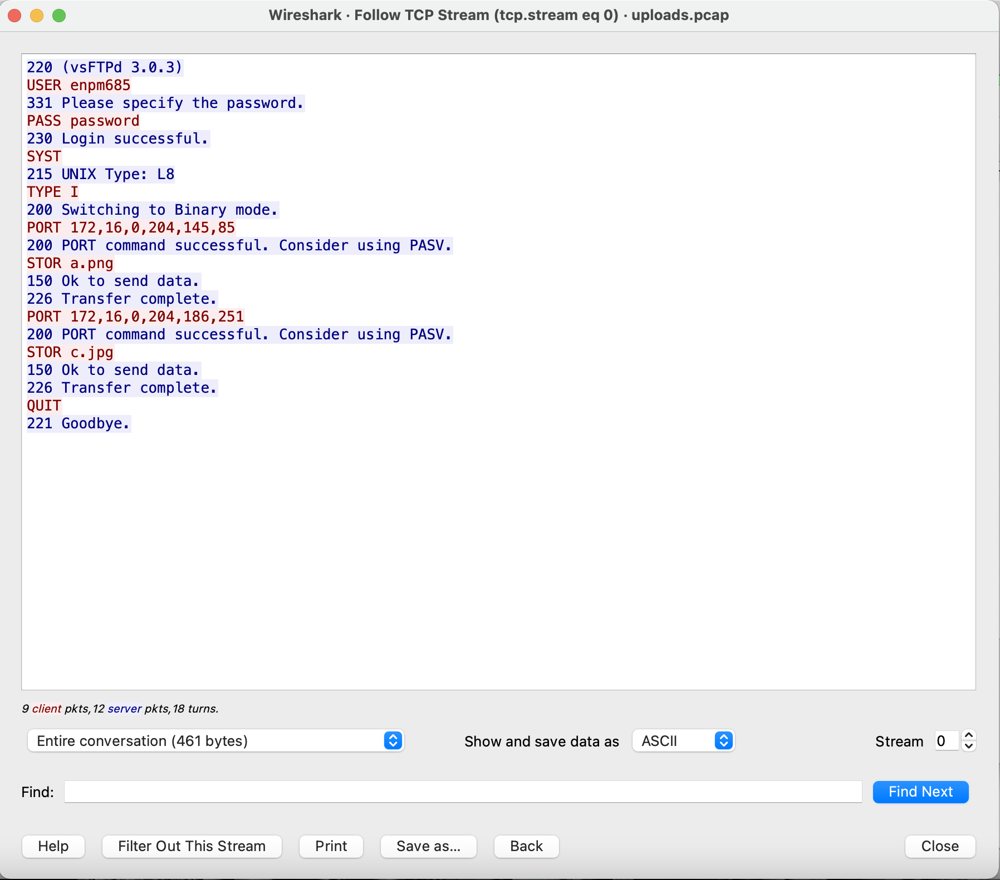 Wireshark · Follow TCP Stream (tcp.stream eq 0) · uploads.pcap
220 (vsFTPd 3.0.3)
USER enpm685
331 Please specify the password.
PASS password
230 Login successful.
SYST
215 UNIX Type: L8
TYPE I
200 Switching to Binary mode.
PORT 172,16,0,204,145,85
200 PORT command successful. Consider using PASV.
STOR a.png
150 Ok to send data.
226 Transfer complete.
PORT 172,16,0,204,186,251
200 PORT command successful. Consider using PASV.
STOR c.jpg
150 Ok to send data.
226 Transfer complete.
QUIT
221 Goodbye.
9 client pkts, 12 server pkts, 18 turns.
Entire conversation (461 bytes) Show and save data as ASCII Stream 0
Find: Find Next
Help Filter Out This Stream Print Save as... Back Close